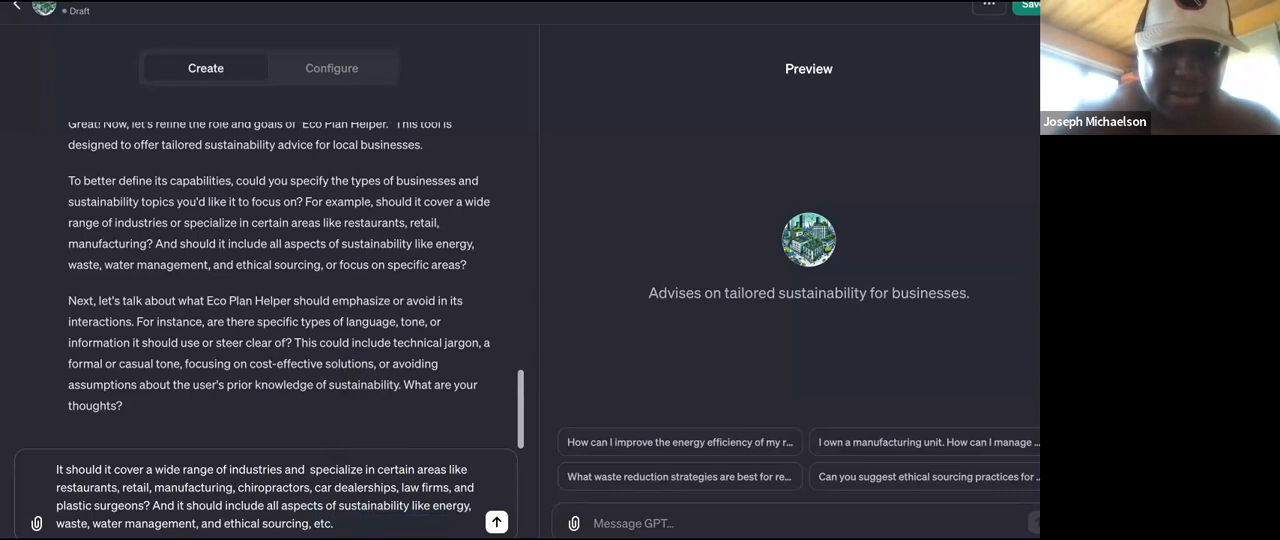 Draft
Create
Configure
Great! Now, let's refine the role and goals of "Eco Plan Helper." This tool is
designed to offer tailored sustainability advice for local businesses.
To better define its capabilities, could you specify the types of businesses and
sustainability topics you'd like it to focus on? For example, should it cover a wide
range of industries or specialize in certain areas like restaurants, retail,
manufacturing? And should it include all aspects of sustainability like energy,
waste, water management, and ethical sourcing, or focus on specific areas?
Next, let's talk about what Eco Plan Helper should emphasize or avoid in its
interactions. For instance, are there specific types of language, tone, or
information it should use or steer clear of? This could include technical jargon, a
formal or casual tone, focusing on cost-effective solutions, or avoiding
assumptions about the user's prior knowledge of sustainability. What are your
thoughts?
It should it cover a wide range of industries and  specialize in certain areas like
restaurants, retail, manufacturing, chiropractors, car dealerships, law firms, and
plastic surgeons? And it should include all aspects of sustainability like energy,
waste, water management, and ethical sourcing, etc.
Save
Preview
Advises on tailored sustainability for businesses.
How can I improve the energy efficiency of my r...
I own a manufacturing unit. How can I manage ...
What waste reduction strategies are best for re...
Can you suggest ethical sourcing practices for ...
Message GPT...
Joseph Michaelson